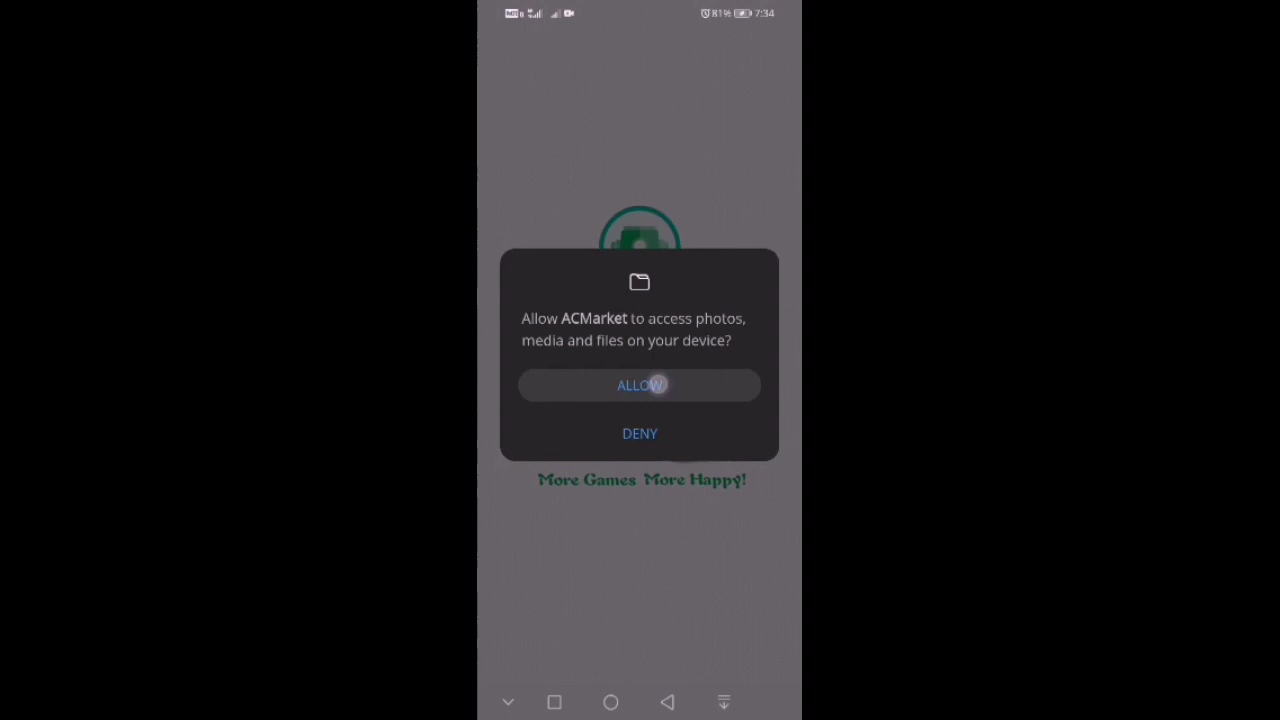 81% 7:34
Allow ACMarket to access photos,
media and files on your device?
ALLOW
DENY
More Games More Happy!